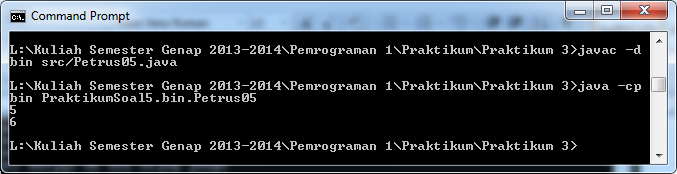 Command Prompt
L:\Kuliah Semester Genap 2013-2014\Pemrograman 1\Praktikum\Praktikum 3>javac -d
bin src/Petrus05.java
L:\Kuliah Semester Genap 2013-2014\Pemrograman 1\Praktikum\Praktikum 3>java -cp
bin PraktikumSoal5.bin.Petrus05
5
6
L:\Kuliah Semester Genap 2013-2014\Pemrograman 1\Praktikum\Praktikum 3>